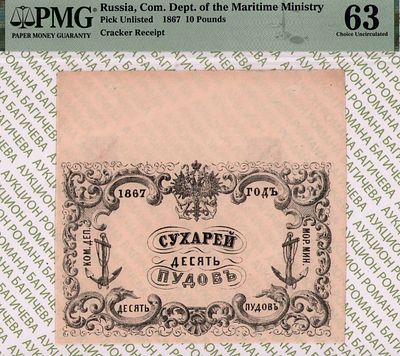 PMG
PAPER MONEY GUARANTY
Russia, Com. Dept. of the Maritime Ministry
Pick Unlisted 1867 10 Pounds
Cracker Receipt
63
Choice Uncirculated
1867 ГОДЪ
КОМ. ДЕП.
МОР. МИН.
СУХАРЕЙ
ДЕСЯТЬ
ПУДОВЪ
ДЕСЯТЬ ПУДОВЪ
АУКЦИОН РОМАНА БАГИЧЕВА